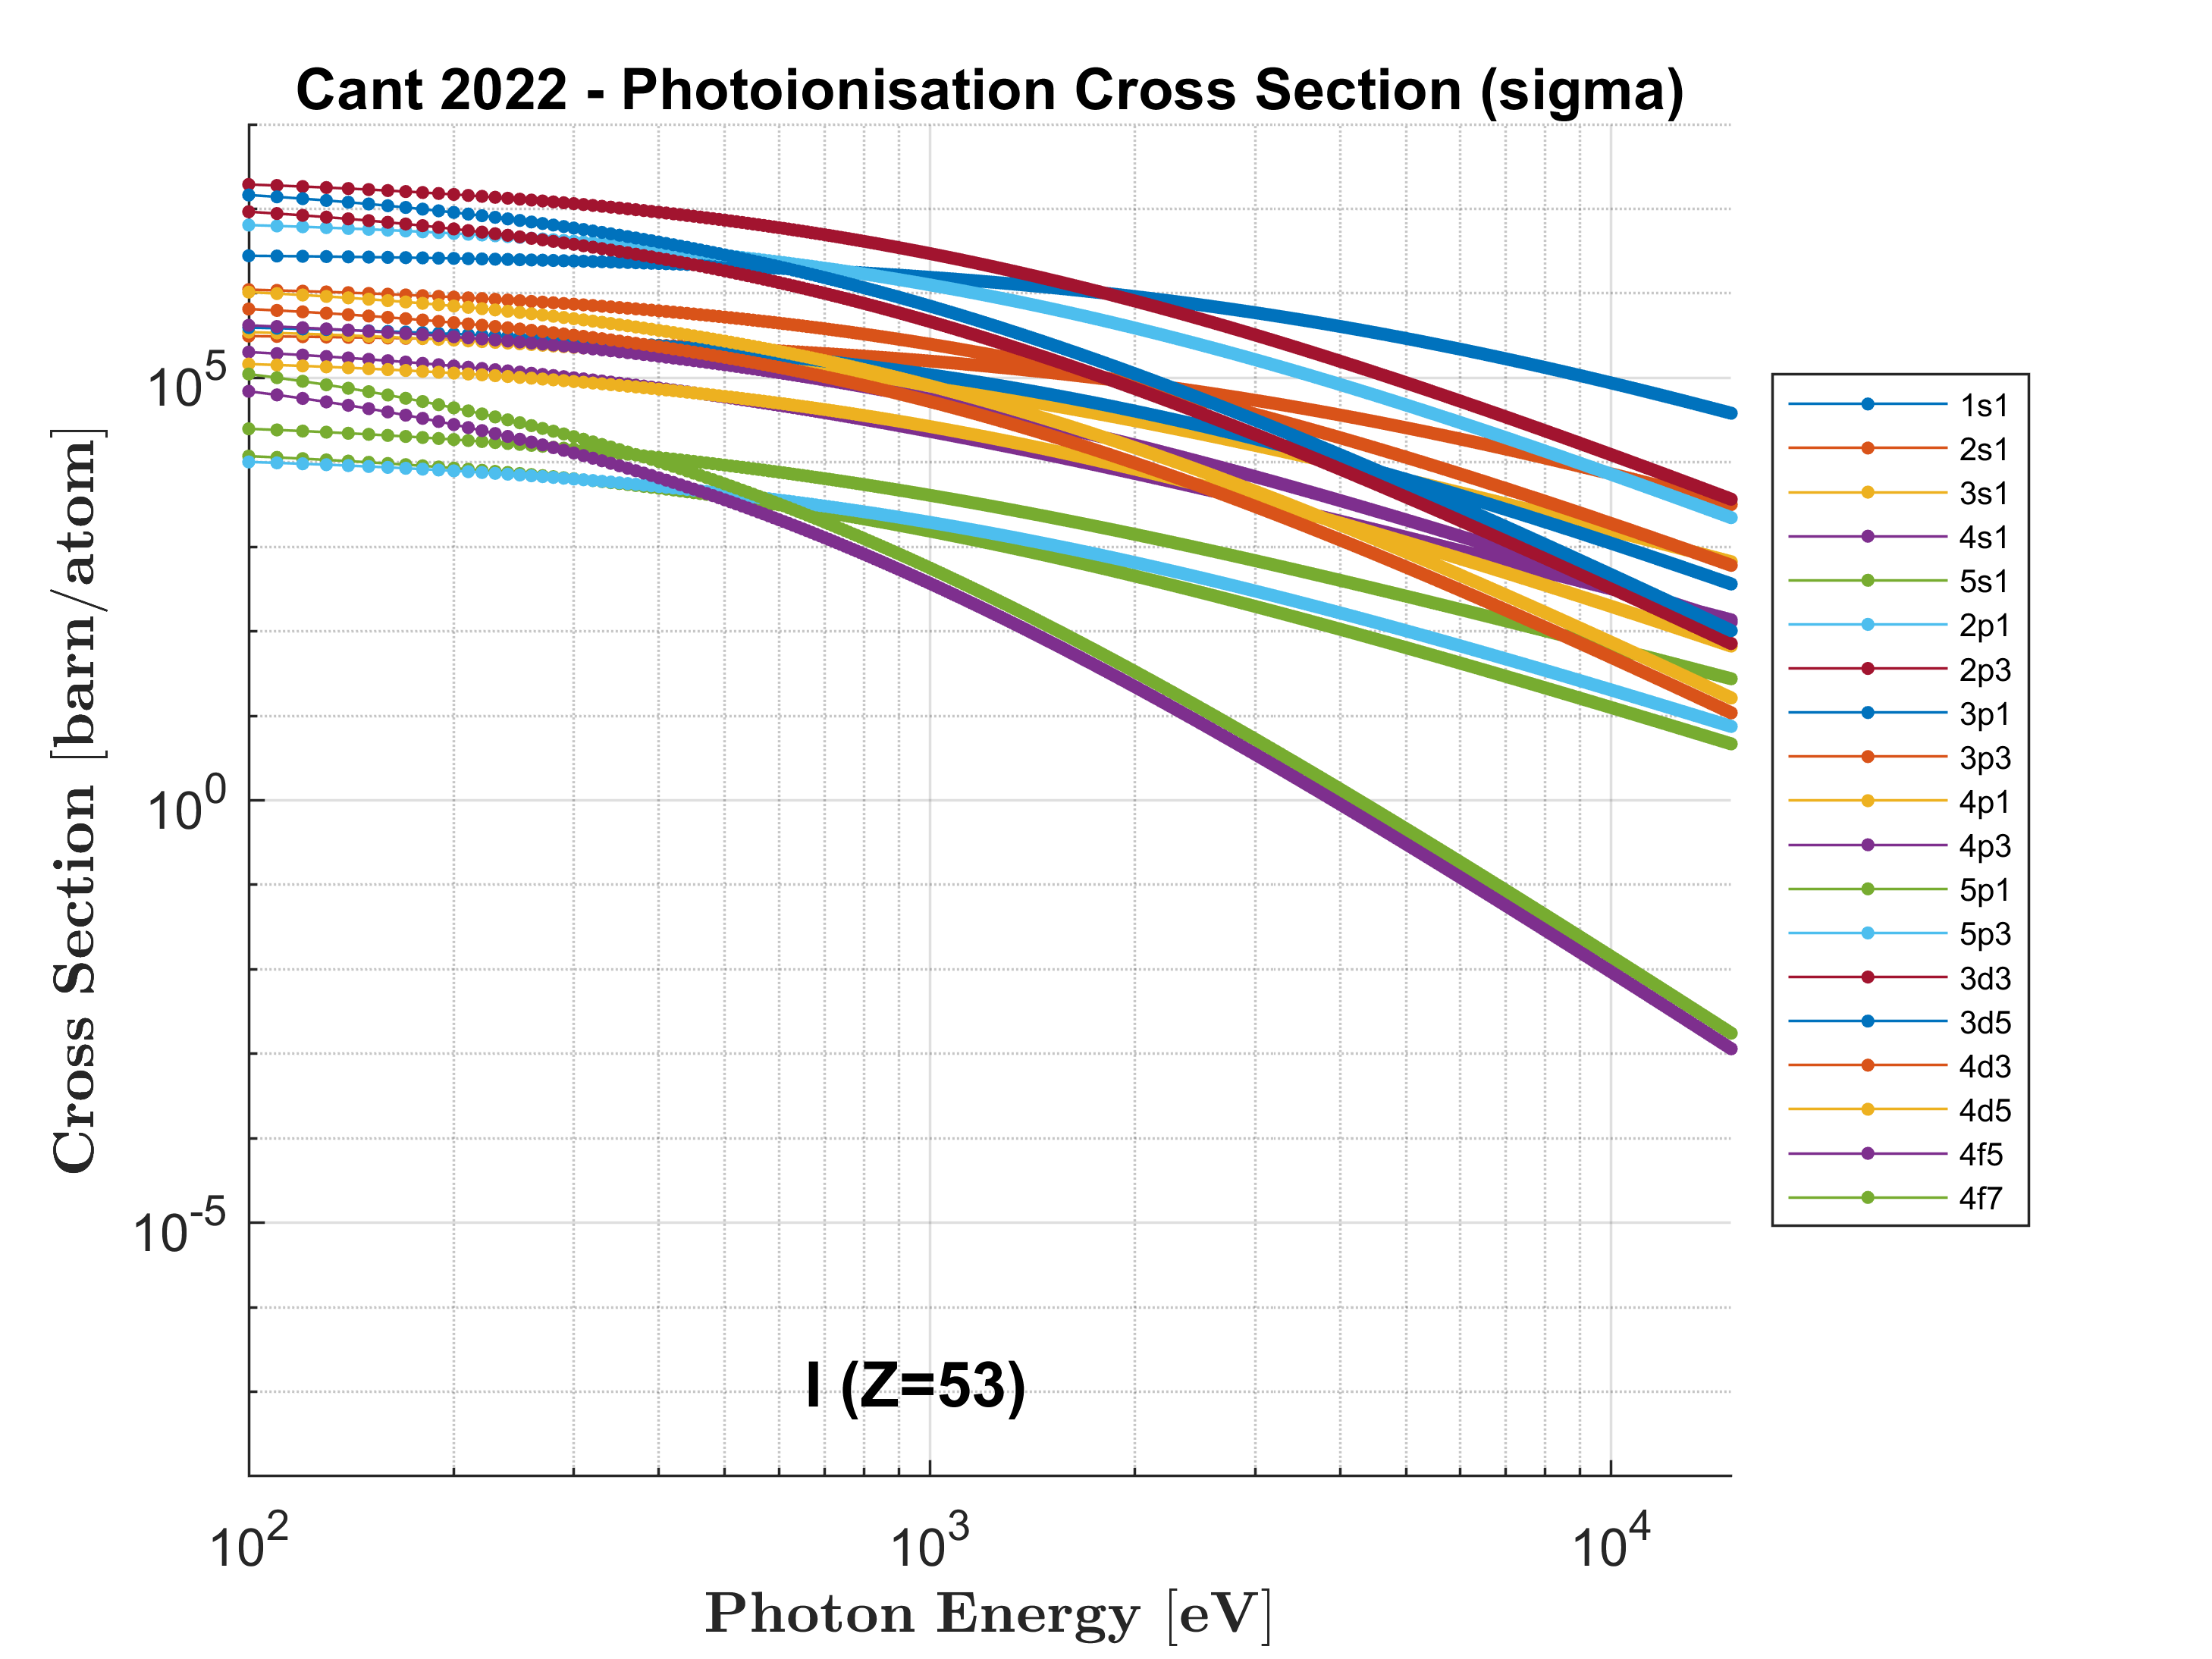 Cant 2022 - Photoionisation Cross Section (sigma)
Cross Section [barn/atom]
10^5
10^0
10^-5
1s1
2s1
3s1
4s1
5s1
2p1
2p3
3p1
3p3
4p1
4p3
5p1
5p3
3d3
3d5
4d3
4d5
4f5
4f7
I (Z=53)
10^2
10^3
10^4
Photon Energy [eV]